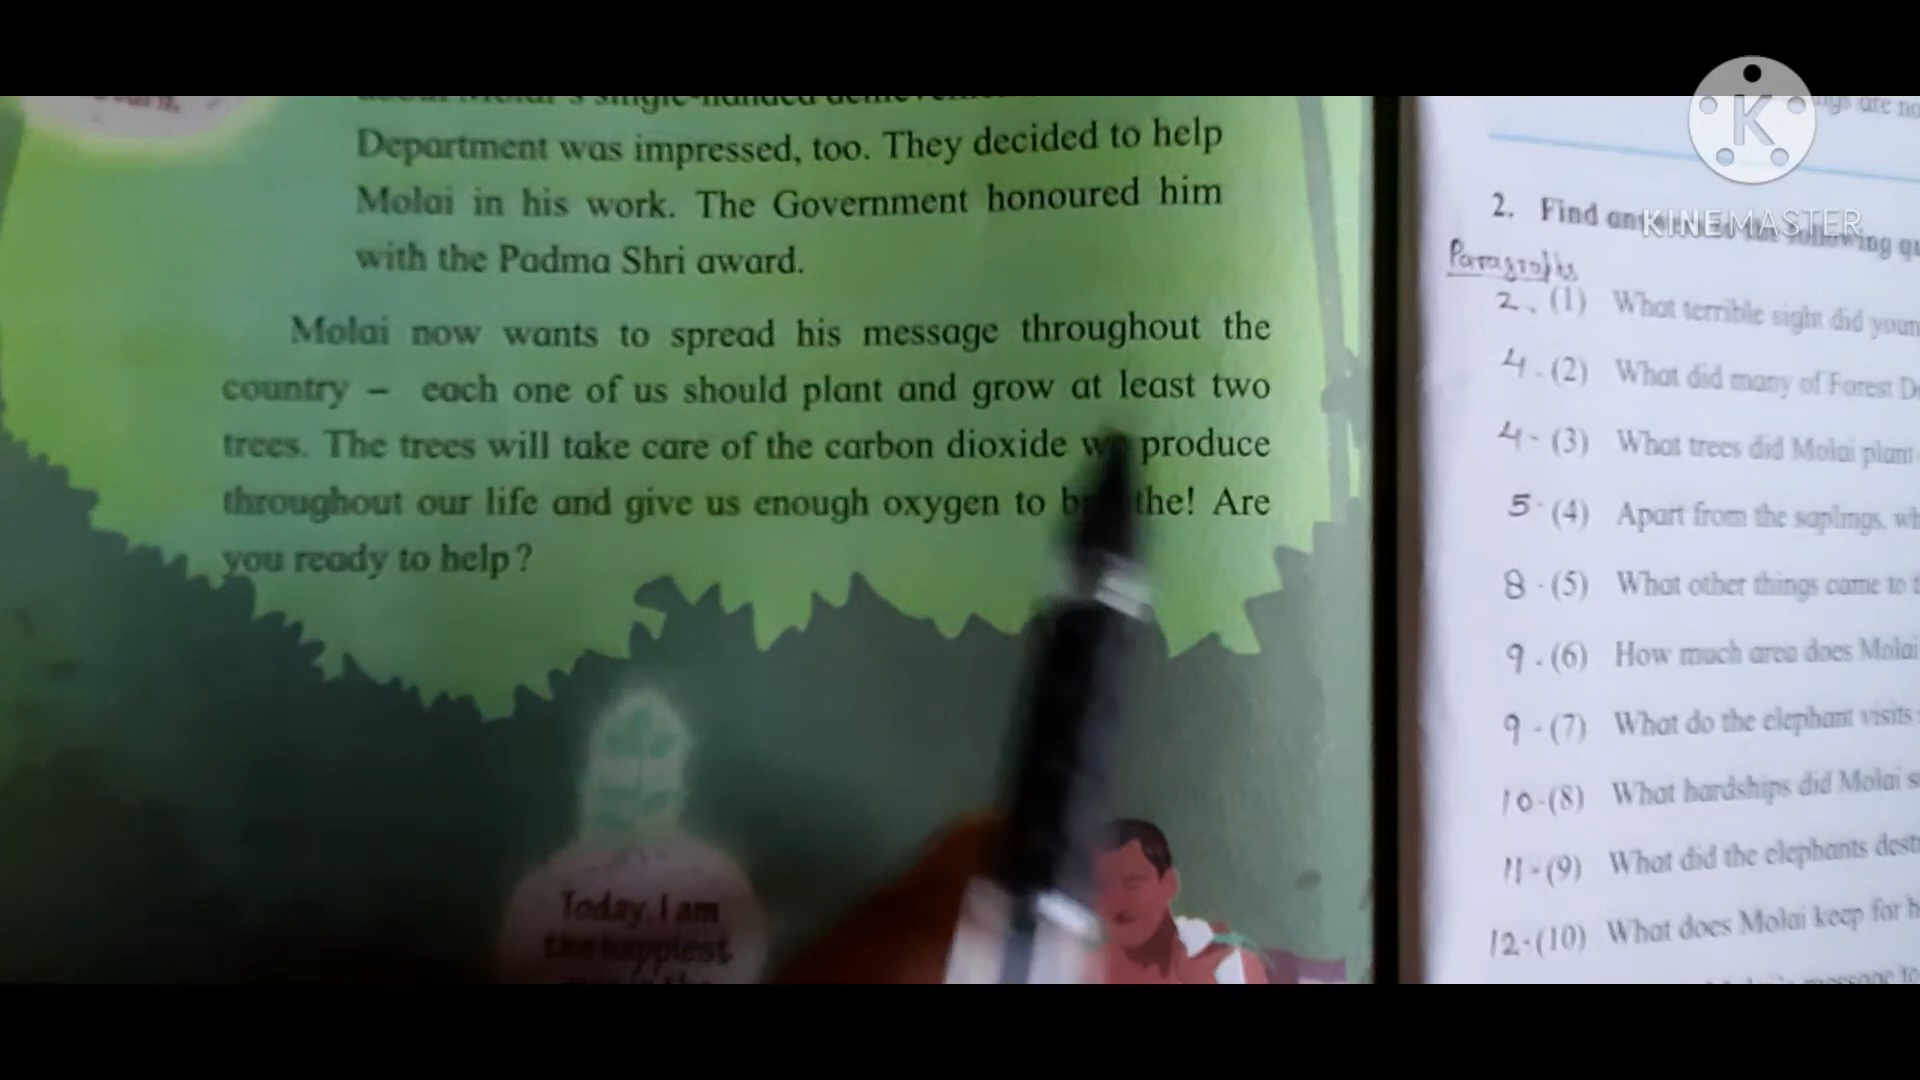 Department was impressed, too. They decided to help
Molai in his work. The Government honoured him
with the Padma Shri award.
Molai now wants to spread his message throughout the
country – each one of us should plant and grow at least two
trees. The trees will take care of the carbon dioxide we produce
throughout our life and give us enough oxygen to the! Are
you ready to help?
Today, I am
the happiest
KINEMASTER
2. Find following
Paragraphs
2. (1) What terrible sight did
4 - (2) What did many of Forest
4 - (3) What trees did Molai plant
5 - (4) Apart from the saplings,
8 - (5) What other things came to
9 - (6) How much area does Molai
9 - (7) What do the elephant visits
10 - (8) What hardships did Molai
11 - (9) What did the elephants
12 - (10) What does Molai keep for